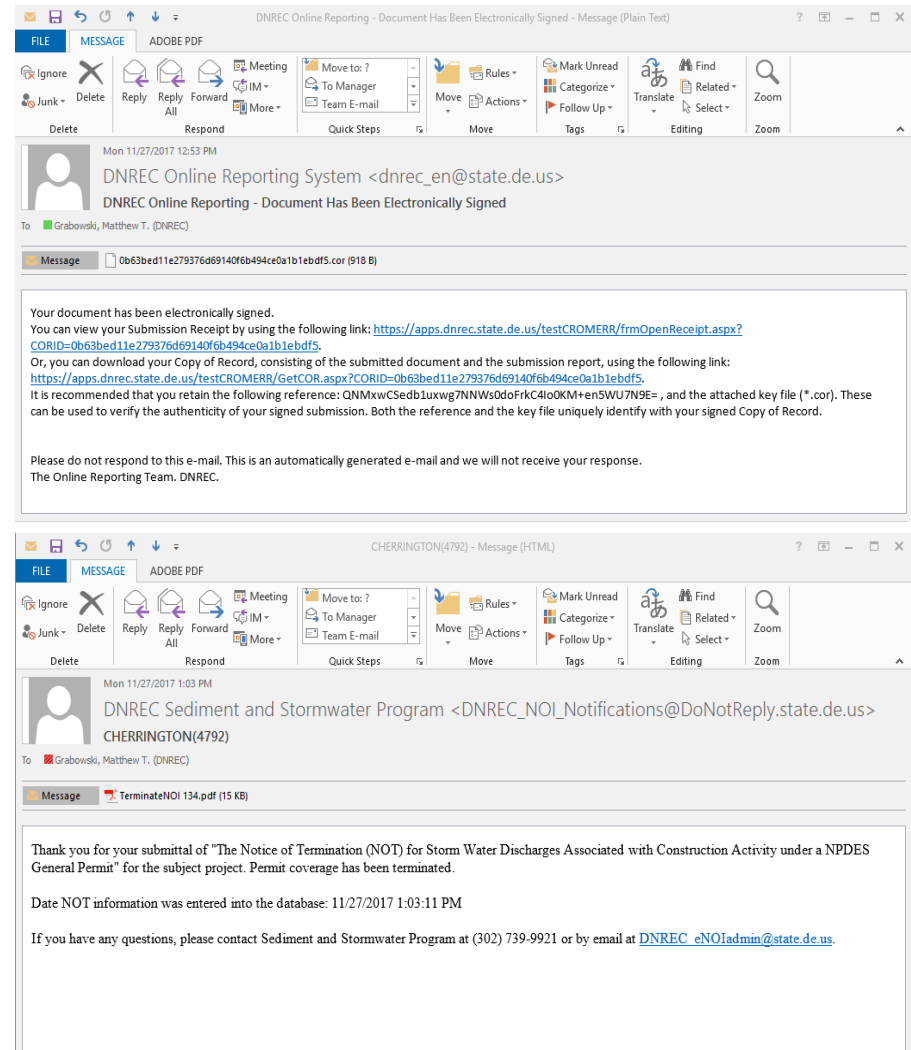 DNREC Online Reporting - Document Has Been Electronically Signed - Message (Plain Text)
FILE MESSAGE ADOBE PDF
Ignore
Junk
Delete
Reply
Reply All
Forward
Meeting
IM
More
Move to: ?
To Manager
Team E-mail
Move
Rules
Actions
Mark Unread
Categorize
Follow Up
Translate
Find
Related
Select
Zoom
Delete Respond Quick Steps Move Tags Editing Zoom
Mon 11/27/2017 12:53 PM
DNREC Online Reporting System <dnrec_en@state.de.us>
DNREC Online Reporting - Document Has Been Electronically Signed
To Grabowski, Matthew T. (DNREC)
Message 0b63bed11e279376d69140f6b494ce0a1b1ebdf5.cor (918 B)
Your document has been electronically signed.
You can view your Submission Receipt by using the following link: https://apps.dnrec.state.de.us/testCROMERR/frmOpenReceipt.aspx?
CORID=0b63bed11e279376d69140f6b494ce0a1b1ebdf5.
Or, you can download your Copy of Record, consisting of the submitted document and the submission report, using the following link:
https://apps.dnrec.state.de.us/testCROMERR/GetCOR.aspx?CORID=0b63bed11e279376d69140f6b494ce0a1b1ebdf5.
It is recommended that you retain the following reference: QNMxwCSedb1uxwg7NNWs0doFrkC4Io0KM+en5WU7N9E= , and the attached key file (*.cor). These
can be used to verify the authenticity of your signed submission. Both the reference and the key file uniquely identify with your signed Copy of Record.
Please do not respond to this e-mail. This is an automatically generated e-mail and we will not receive your response.
The Online Reporting Team. DNREC.
CHERRINGTON(4792) - Message (HTML)
FILE MESSAGE ADOBE PDF
Ignore
Junk
Delete
Reply
Reply All
Forward
Meeting
IM
More
Move to: ?
To Manager
Team E-mail
Move
Rules
Actions
Mark Unread
Categorize
Follow Up
Translate
Find
Related
Select
Zoom
Delete Respond Quick Steps Move Tags Editing Zoom
Mon 11/27/2017 1:03 PM
DNREC Sediment and Stormwater Program <DNREC_NOI_Notifications@DoNotReply.state.de.us>
CHERRINGTON(4792)
To Grabowski, Matthew T. (DNREC)
Message TerminateNOI 134.pdf (15 KB)
Thank you for your submittal of "The Notice of Termination (NOT) for Storm Water Discharges Associated with Construction Activity under a NPDES
General Permit" for the subject project. Permit coverage has been terminated.
Date NOT information was entered into the database: 11/27/2017 1:03:11 PM
If you have any questions, please contact Sediment and Stormwater Program at (302) 739-9921 or by email at DNREC_eNOIadmin@state.de.us.